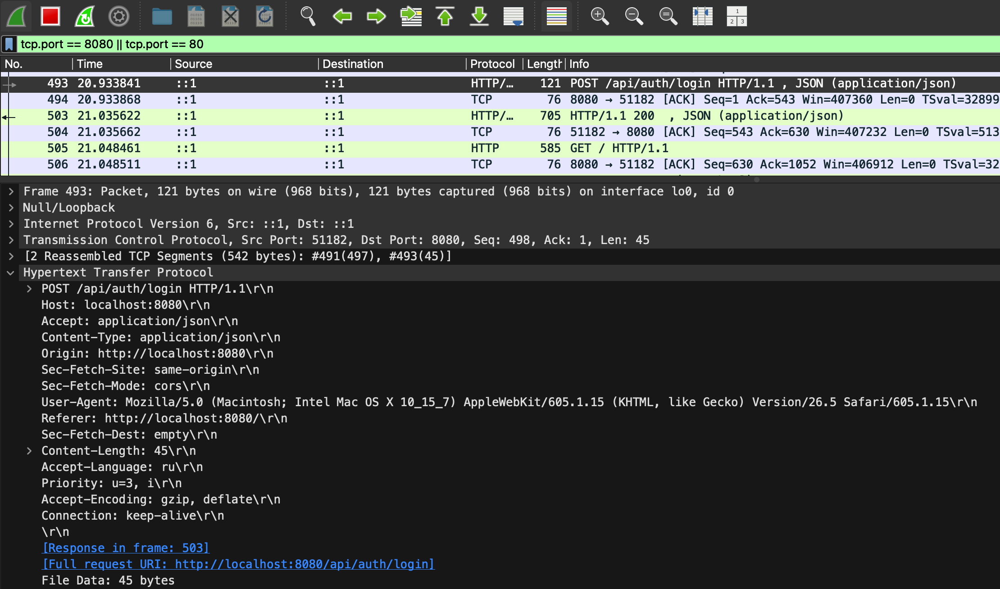 1
2 3
tcp.port == 8080 || tcp.port == 80
No. Time Source Destination Protocol Length Info
493 20.933841 ::1 ::1 HTTP/… 121 POST /api/auth/login HTTP/1.1 , JSON (application/json)
494 20.933868 ::1 ::1 TCP 76 8080 → 51182 [ACK] Seq=1 Ack=543 Win=407360 Len=0 TSval=32899
503 21.035622 ::1 ::1 HTTP/… 705 HTTP/1.1 200 , JSON (application/json)
504 21.035662 ::1 ::1 TCP 76 51182 → 8080 [ACK] Seq=543 Ack=630 Win=407232 Len=0 TSval=513
505 21.048461 ::1 ::1 HTTP 585 GET / HTTP/1.1
506 21.048511 ::1 ::1 TCP 76 8080 → 51182 [ACK] Seq=630 Ack=1052 Win=406912 Len=0 TSval=32
Frame 493: Packet, 121 bytes on wire (968 bits), 121 bytes captured (968 bits) on interface lo0, id 0
Null/Loopback
Internet Protocol Version 6, Src: ::1, Dst: ::1
Transmission Control Protocol, Src Port: 51182, Dst Port: 8080, Seq: 498, Ack: 1, Len: 45
[2 Reassembled TCP Segments (542 bytes): #491(497), #493(45)]
Hypertext Transfer Protocol
POST /api/auth/login HTTP/1.1\r\n
Host: localhost:8080\r\n
Accept: application/json\r\n
Content-Type: application/json\r\n
Origin: http://localhost:8080\r\n
Sec-Fetch-Site: same-origin\r\n
Sec-Fetch-Mode: cors\r\n
User-Agent: Mozilla/5.0 (Macintosh; Intel Mac OS X 10_15_7) AppleWebKit/605.1.15 (KHTML, like Gecko) Version/26.5 Safari/605.1.15\r\n
Referer: http://localhost:8080/\r\n
Sec-Fetch-Dest: empty\r\n
Content-Length: 45\r\n
Accept-Language: ru\r\n
Priority: u=3, i\r\n
Accept-Encoding: gzip, deflate\r\n
Connection: keep-alive\r\n
\r\n
[Response in frame: 503]
[Full request URI: http://localhost:8080/api/auth/login]
File Data: 45 bytes